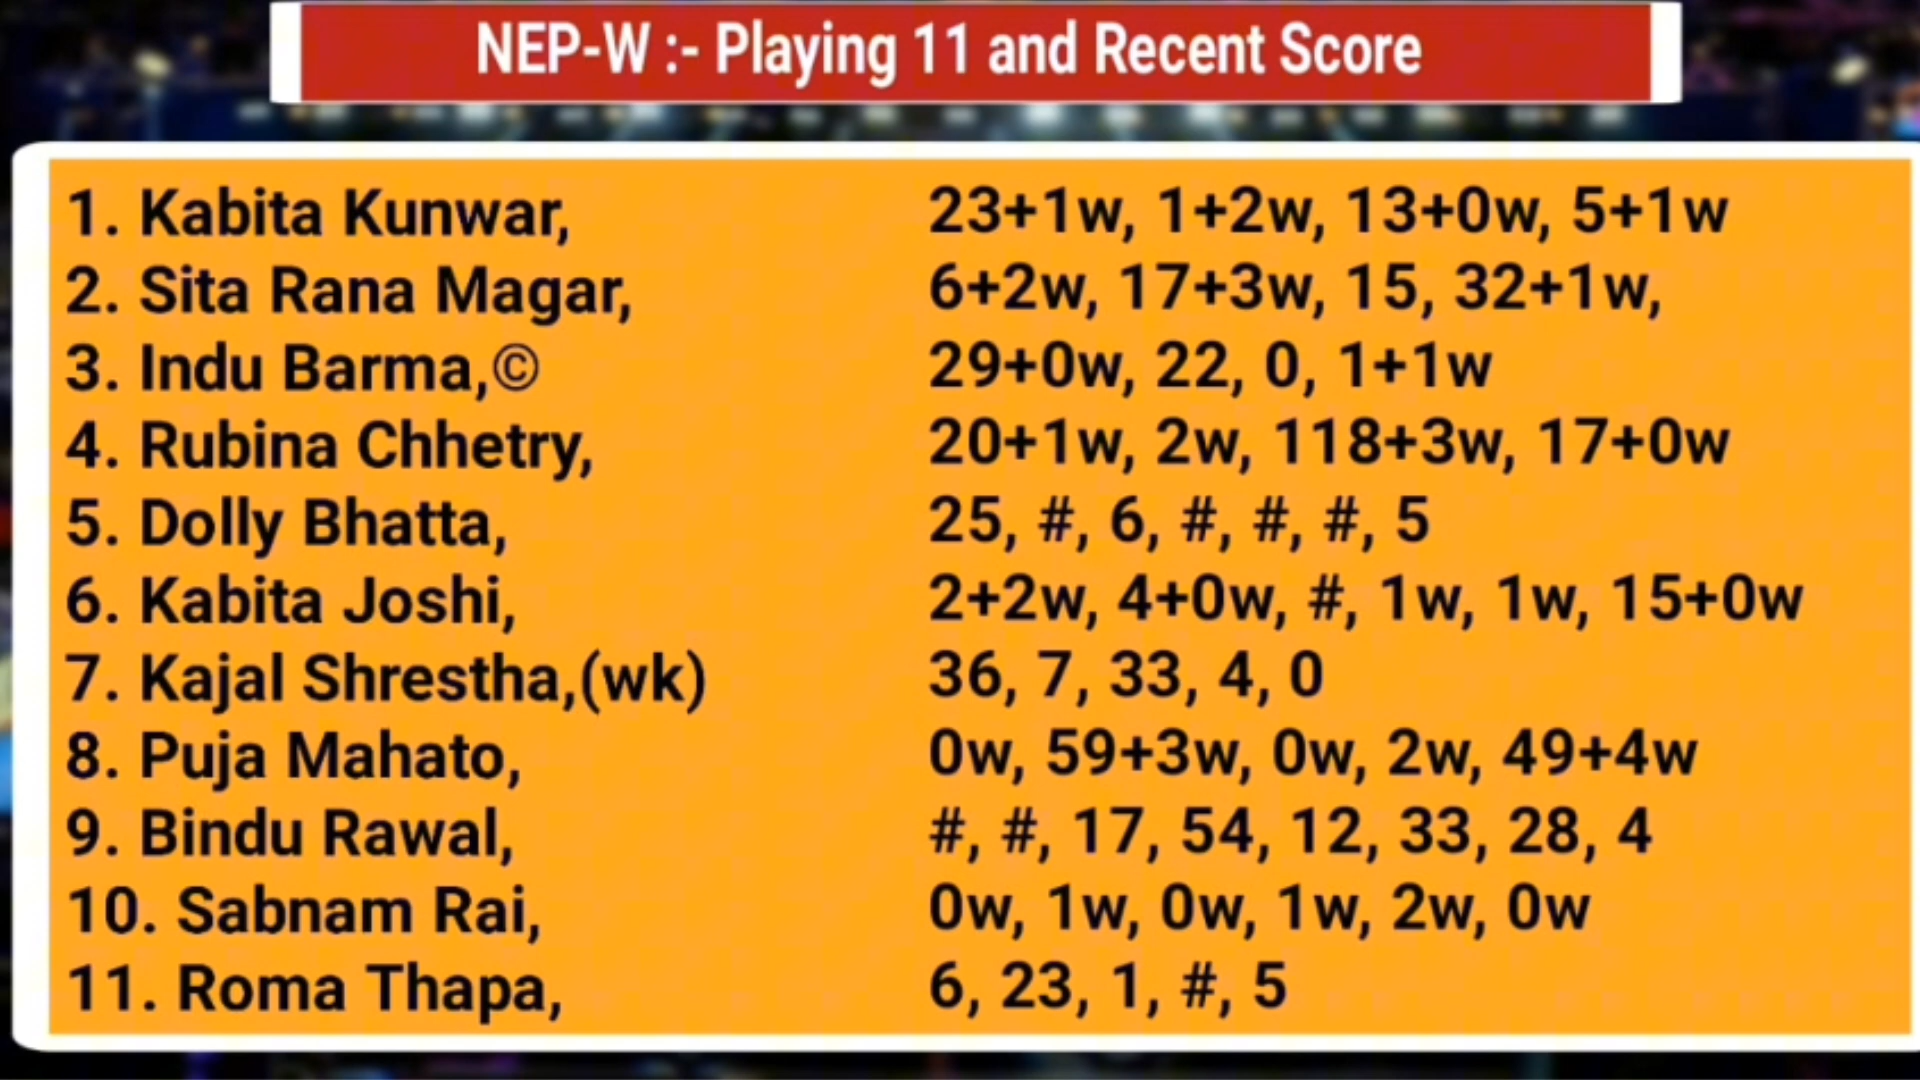 NEP-W :- Playing 11 and Recent Score
1. Kabita Kunwar, 23+1w, 1+2w, 13+0w, 5+1w
2. Sita Rana Magar, 6+2w, 17+3w, 15, 32+1w,
3. Indu Barma,© 29+0w, 22, 0, 1+1w
4. Rubina Chhetry, 20+1w, 2w, 118+3w, 17+0w
5. Dolly Bhatta, 25, #, 6, #, #, #, 5
6. Kabita Joshi, 2+2w, 4+0w, #, 1w, 1w, 15+0w
7. Kajal Shrestha,(wk) 36, 7, 33, 4, 0
8. Puja Mahato, 0w, 59+3w, 0w, 2w, 49+4w
9. Bindu Rawal, #, #, 17, 54, 12, 33, 28, 4
10. Sabnam Rai, 0w, 1w, 0w, 1w, 2w, 0w
11. Roma Thapa, 6, 23, 1, #, 5